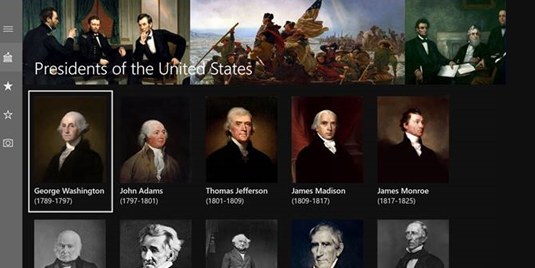 Presidents of the United States
George Washington
(1789-1797)
John Adams
(1797-1801)
Thomas Jefferson
(1801-1809)
James Madison
(1809-1817)
James Monroe
(1817-1825)